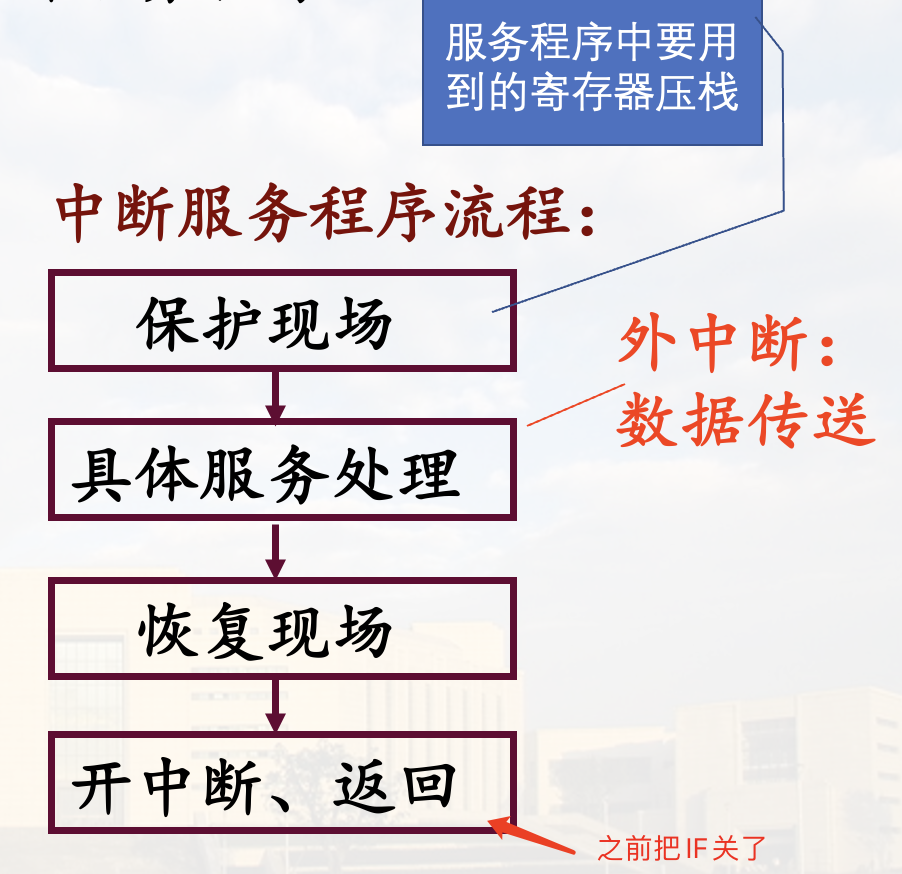 服务程序中要用
到的寄存器压栈
中断服务程序流程：
保护现场
外中断：
数据传送
具体服务处理
恢复现场
开中断、返回
之前把IF关了